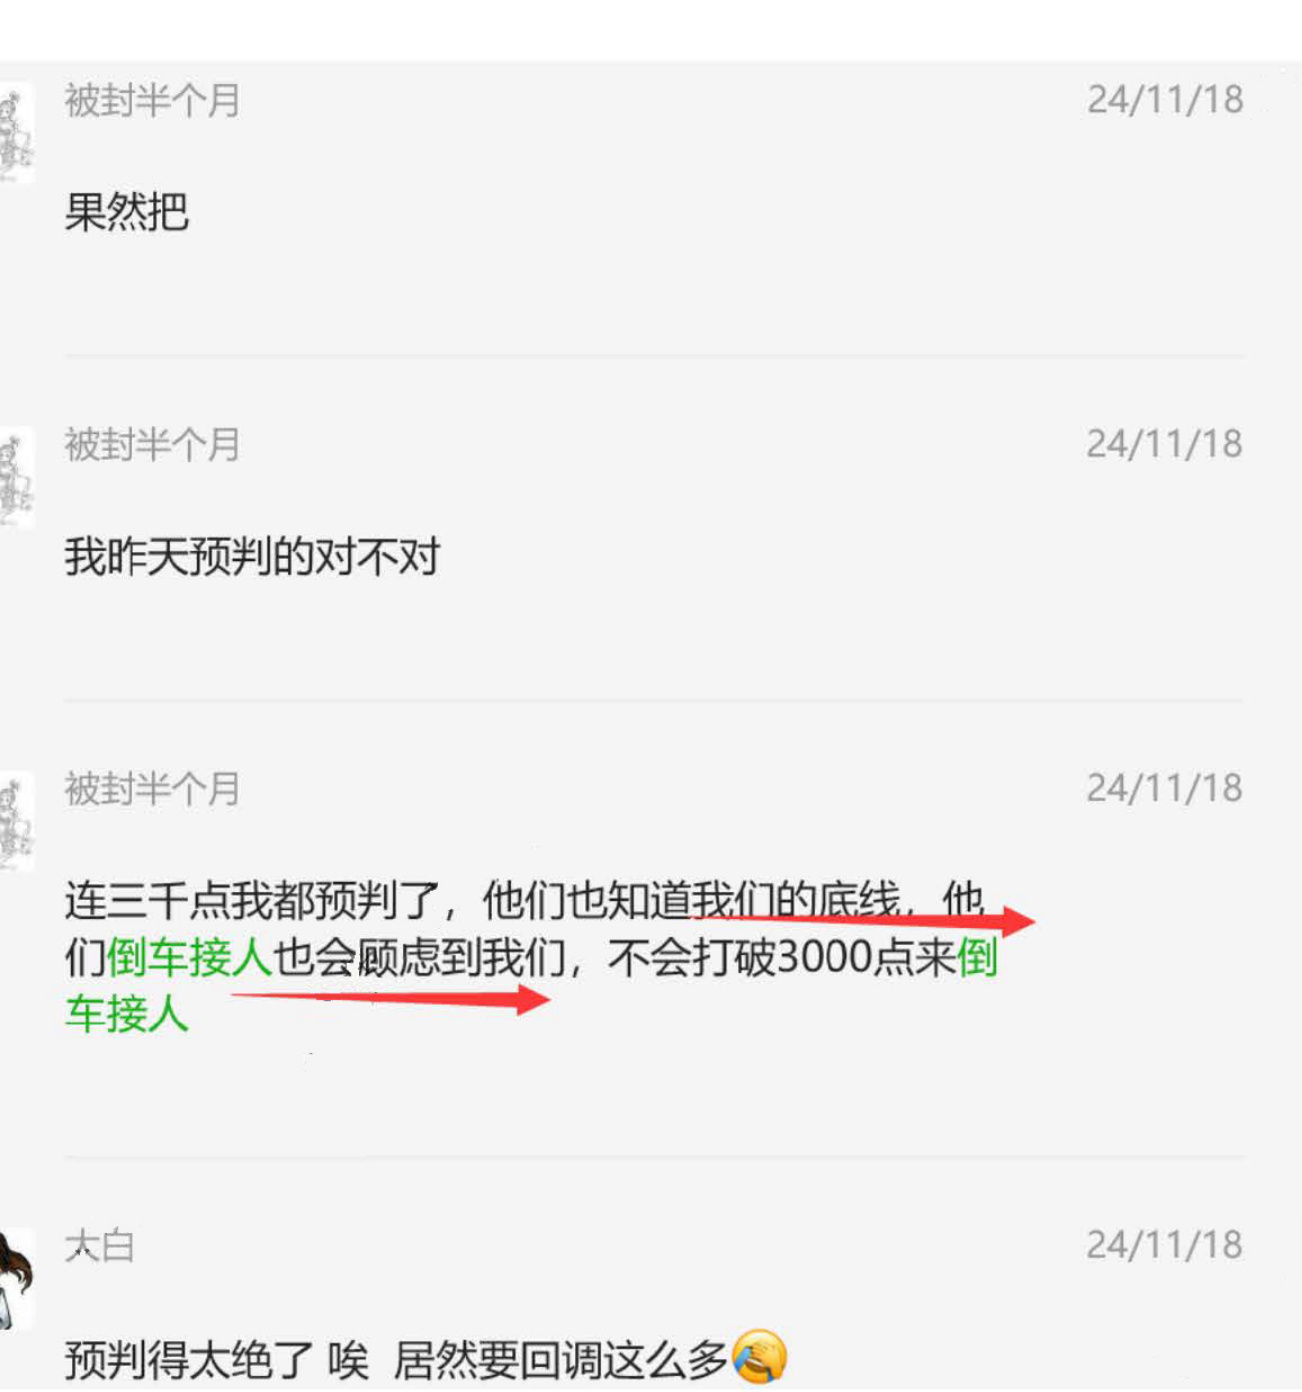 被封半个月 24/11/18
果然把
被封半个月 24/11/18
我昨天预判的对不对
被封半个月 24/11/18
连三千点我都预判了，他们也知道我们的底线，他
们倒车接人也会顾虑到我们，不会打破3000点来倒
车接人
大白 24/11/18
预判得太绝了 唉 居然要回调这么多🤦